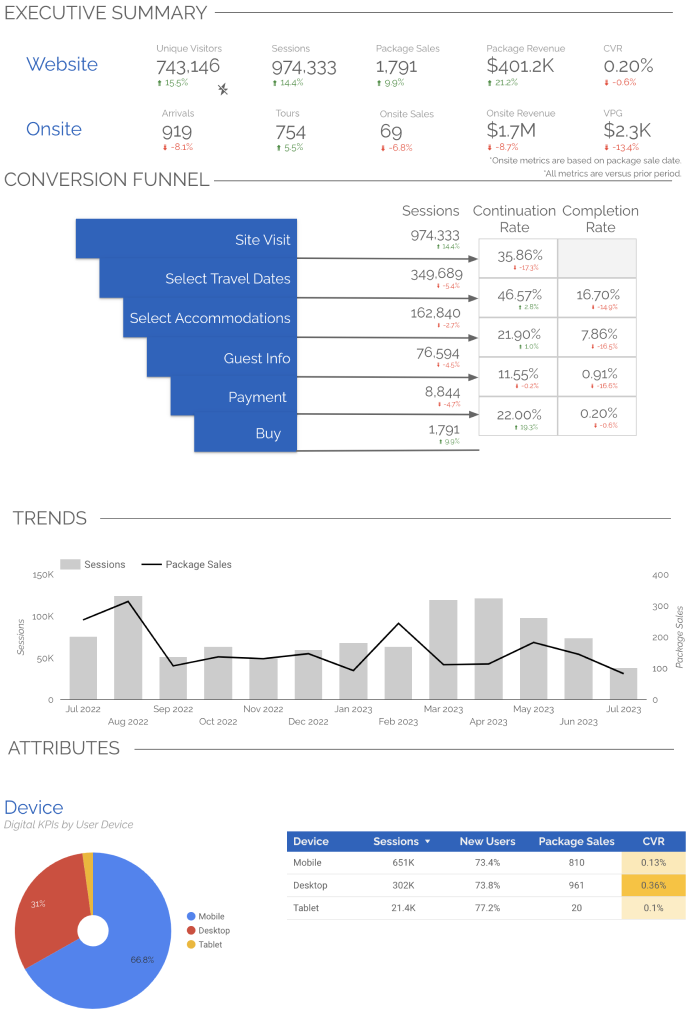 EXECUTIVE SUMMARY
Website
Unique Visitors Sessions Package Sales Package Revenue CVR
743,146 974,333 1,791 $401.2K 0.20%
15.5% 14.4% 9.9% 21.2% -0.6%
Onsite
Arrivals Tours Onsite Sales Onsite Revenue VPG
919 754 69 $1.7M $2.3K
-8.1% 5.5% -6.8% -8.7% -13.4%
*Onsite metrics are based on package sale date.
*All metrics are versus prior period.
CONVERSION FUNNEL
Sessions Continuation Rate Completion Rate
Site Visit 974,333
14.4%
35.86%
-17.3%
Select Travel Dates 349,689
-5.4%
46.57% 16.70%
2.8% -14.9%
Select Accommodations 162,840
-2.7%
21.90% 7.86%
1.0% -16.5%
Guest Info 76,594
-4.5%
11.55% 0.91%
-0.2% -16.6%
Payment 8,844
-4.7%
22.00% 0.20%
19.3% -0.6%
Buy 1,791
9.9%
TRENDS
Sessions Package Sales
150K 400
300
100K
200
50K
100
0 0
Sessions
Package Sales
Jul 2022 Sep 2022 Nov 2022 Jan 2023 Mar 2023 May 2023 Jul 2023
Aug 2022 Oct 2022 Dec 2022 Feb 2023 Apr 2023 Jun 2023
ATTRIBUTES
Device
Digital KPIs by User Device
31%
66.8%
Mobile
Desktop
Tablet
Device Sessions New Users Package Sales CVR
Mobile 651K 73.4% 810 0.13%
Desktop 302K 73.8% 961 0.36%
Tablet 21.4K 77.2% 20 0.1%